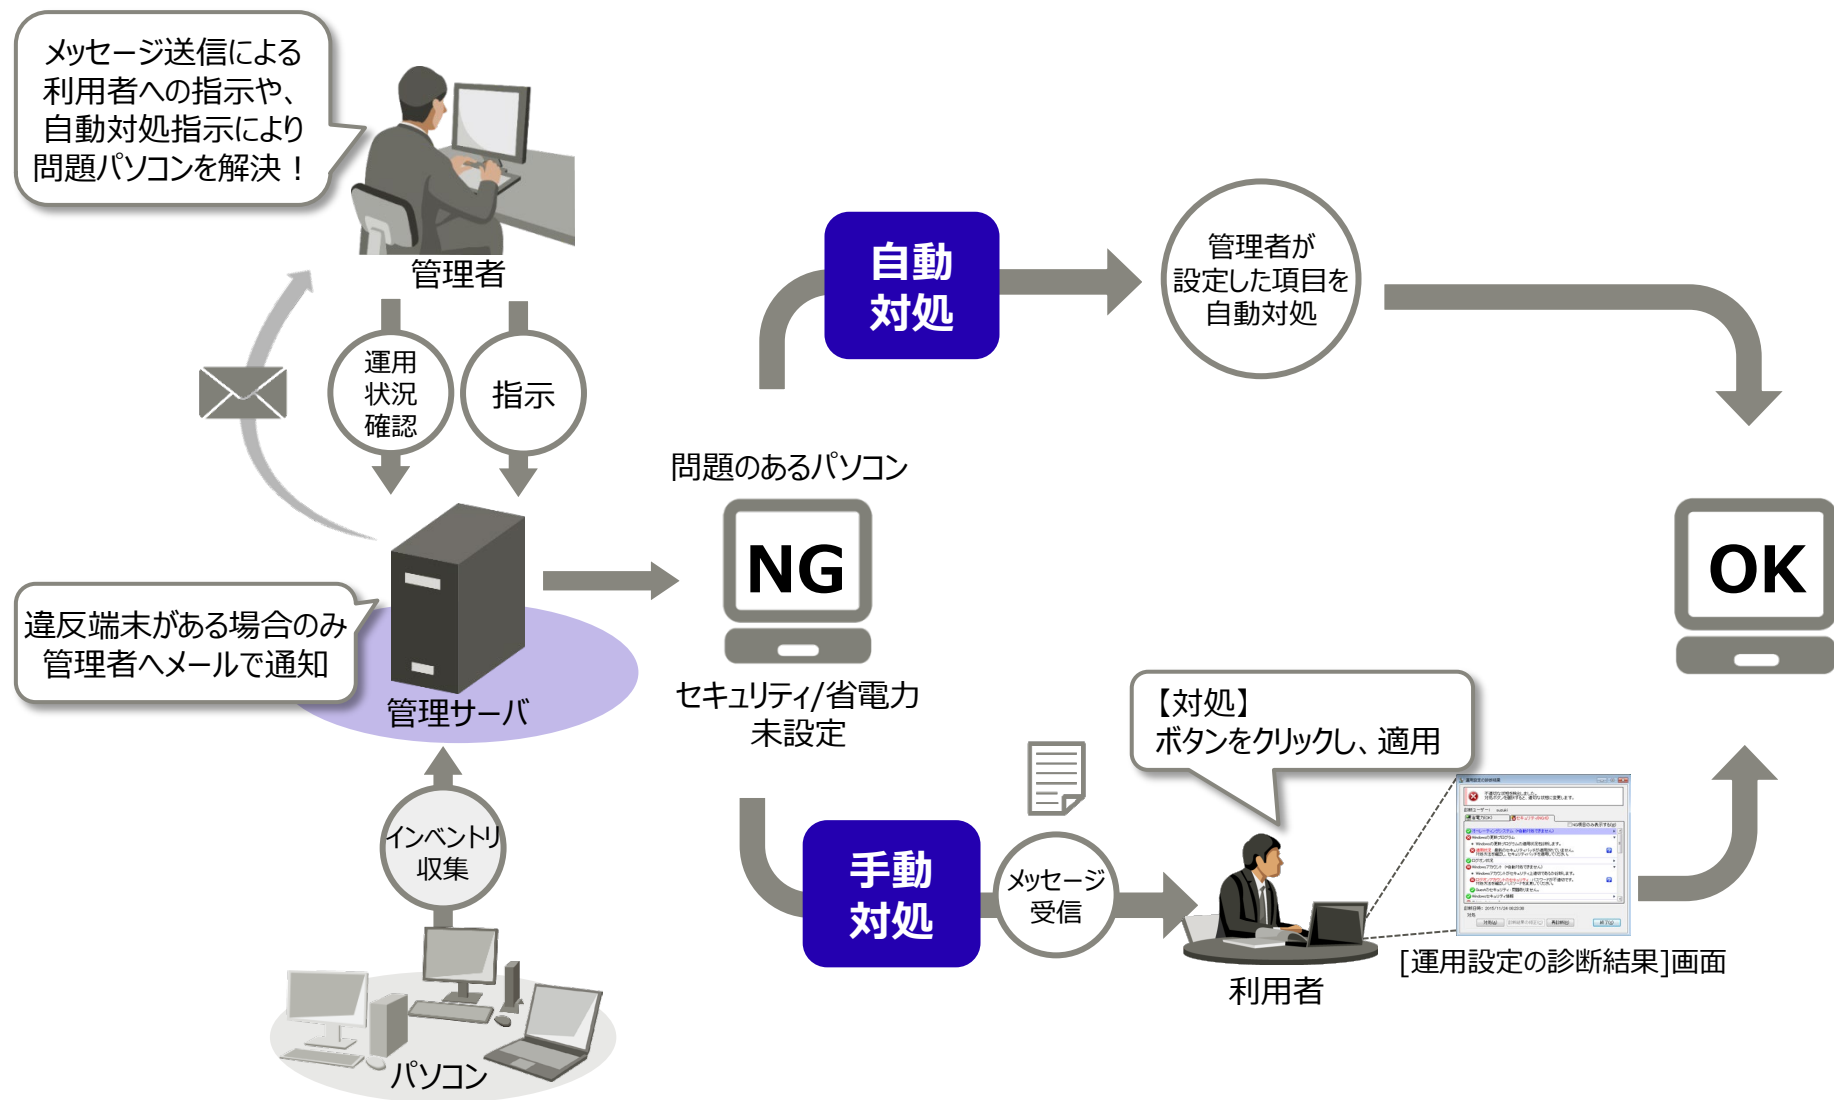 メッセージ送信による
利用者への指示や、
自動対処指示により
問題パソコンを解決！
管理者
運用
状況
確認
指示
違反端末がある場合のみ
管理者へメールで通知
管理サーバ
インベントリ
収集
パソコン
問題のあるパソコン
NG
セキュリティ/省電力
未設定
自動
対処
管理者が
設定した項目を
自動対処
手動
対処
メッセージ
受信
【対処】
ボタンをクリックし、適用
利用者
[運用設定の診断結果]画面
OK